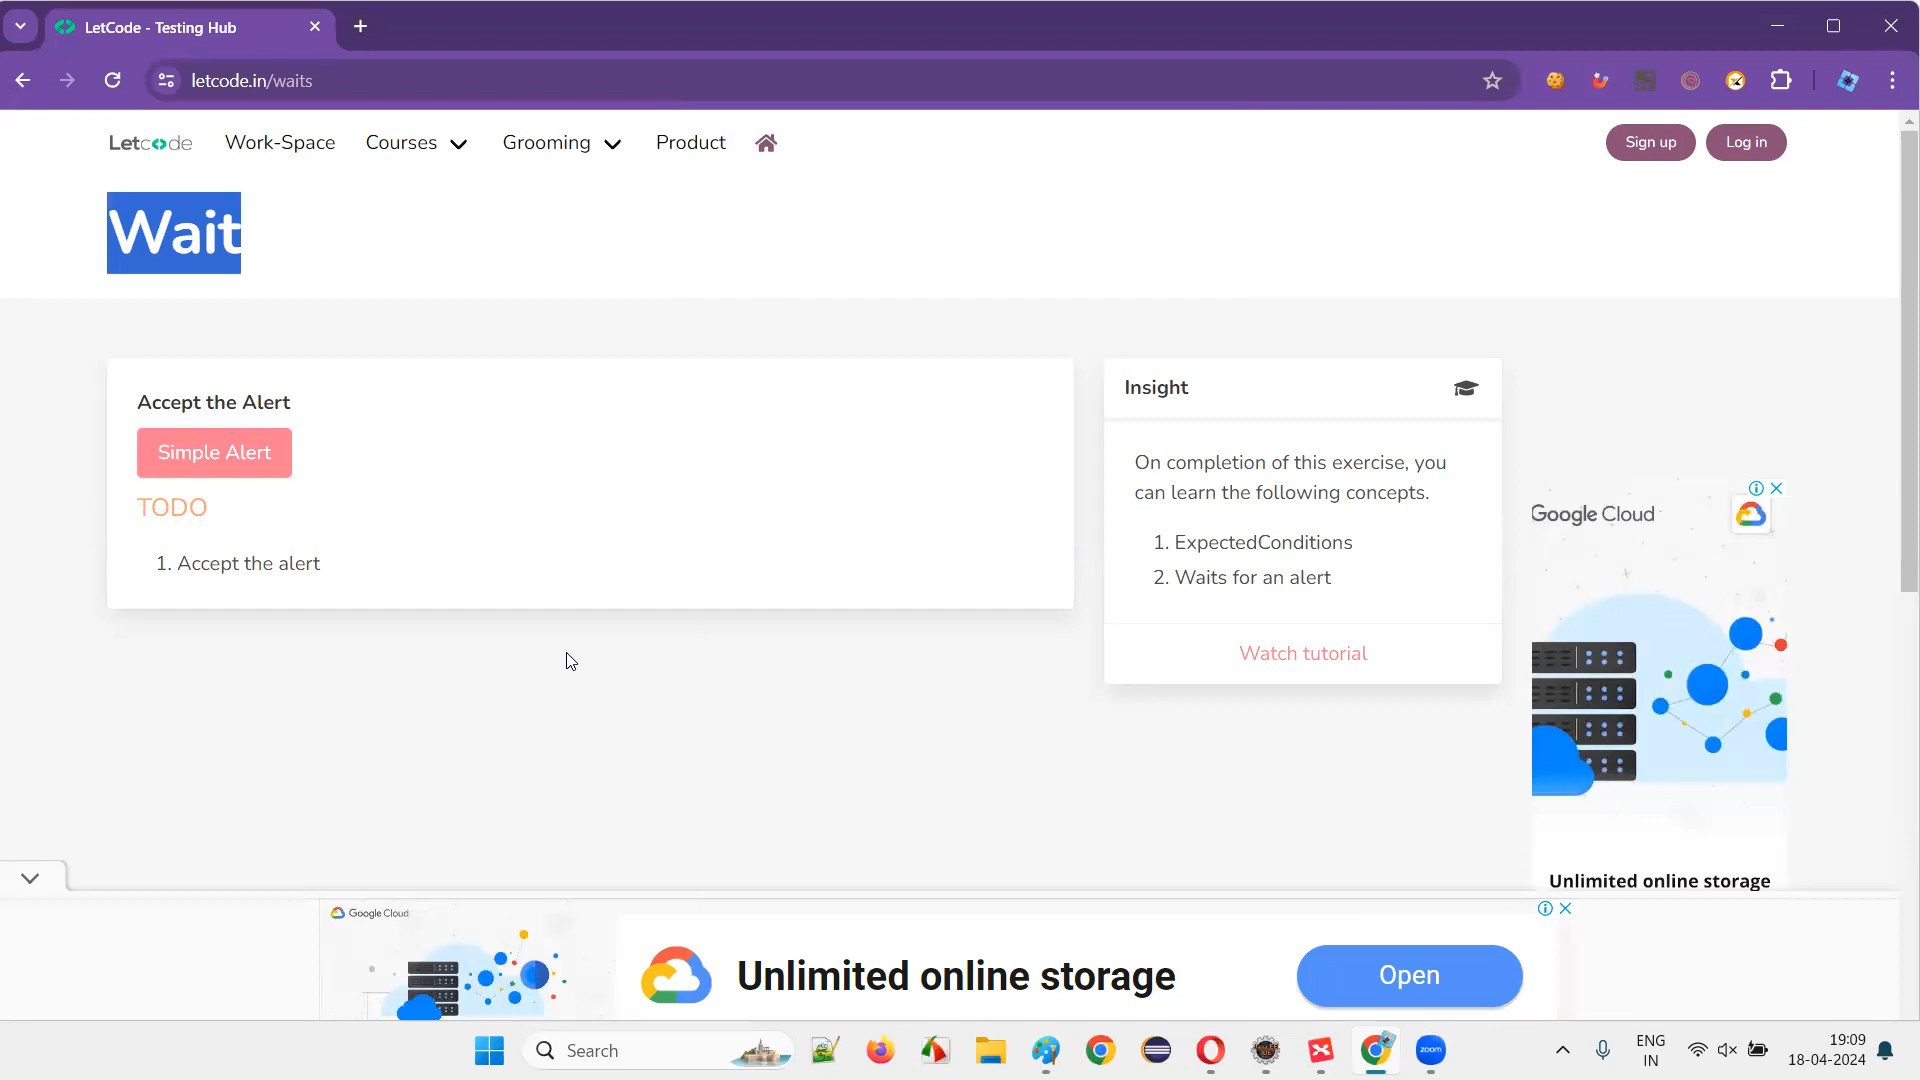 LetCode - Testing Hub
letcode.in/waits
Letcode Work-Space Courses Grooming Product Sign up Log in
Wait
Accept the Alert
Simple Alert
TODO
1. Accept the alert
Insight
On completion of this exercise, you
can learn the following concepts.
1. ExpectedConditions
2. Waits for an alert
Watch tutorial
Google Cloud
Unlimited online storage
Google Cloud
Unlimited online storage
Open
Search
zoom
ENG
IN
19:09
18-04-2024